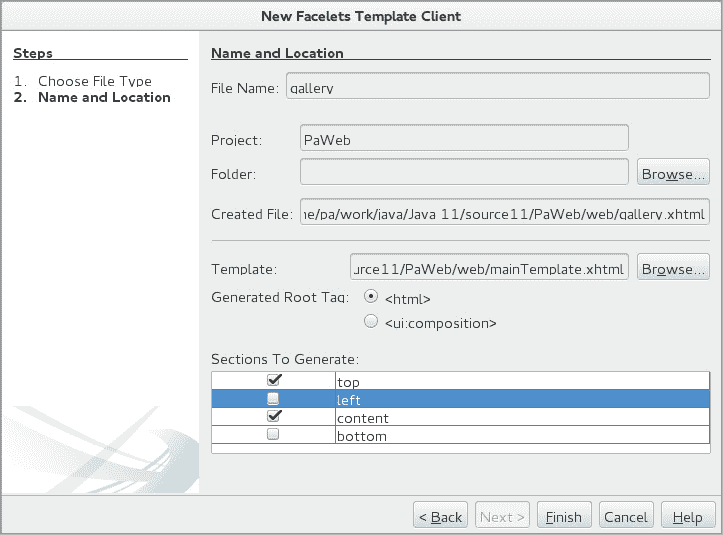 New Facelets Template Client
Steps
1. Choose File Type
2. Name and Location
Name and Location
File Name: gallery
Project: PaWeb
Folder: Browse...
Created File: ne/pa/work/java/Java 11/source11/PaWeb/web/gallery.xhtml
Template: urce11/PaWeb/web/mainTemplate.xhtml Browse...
Generated Root Tag: <html>
<ui:composition>
Sections To Generate:
top
left
content
bottom
< Back Next > Finish Cancel Help